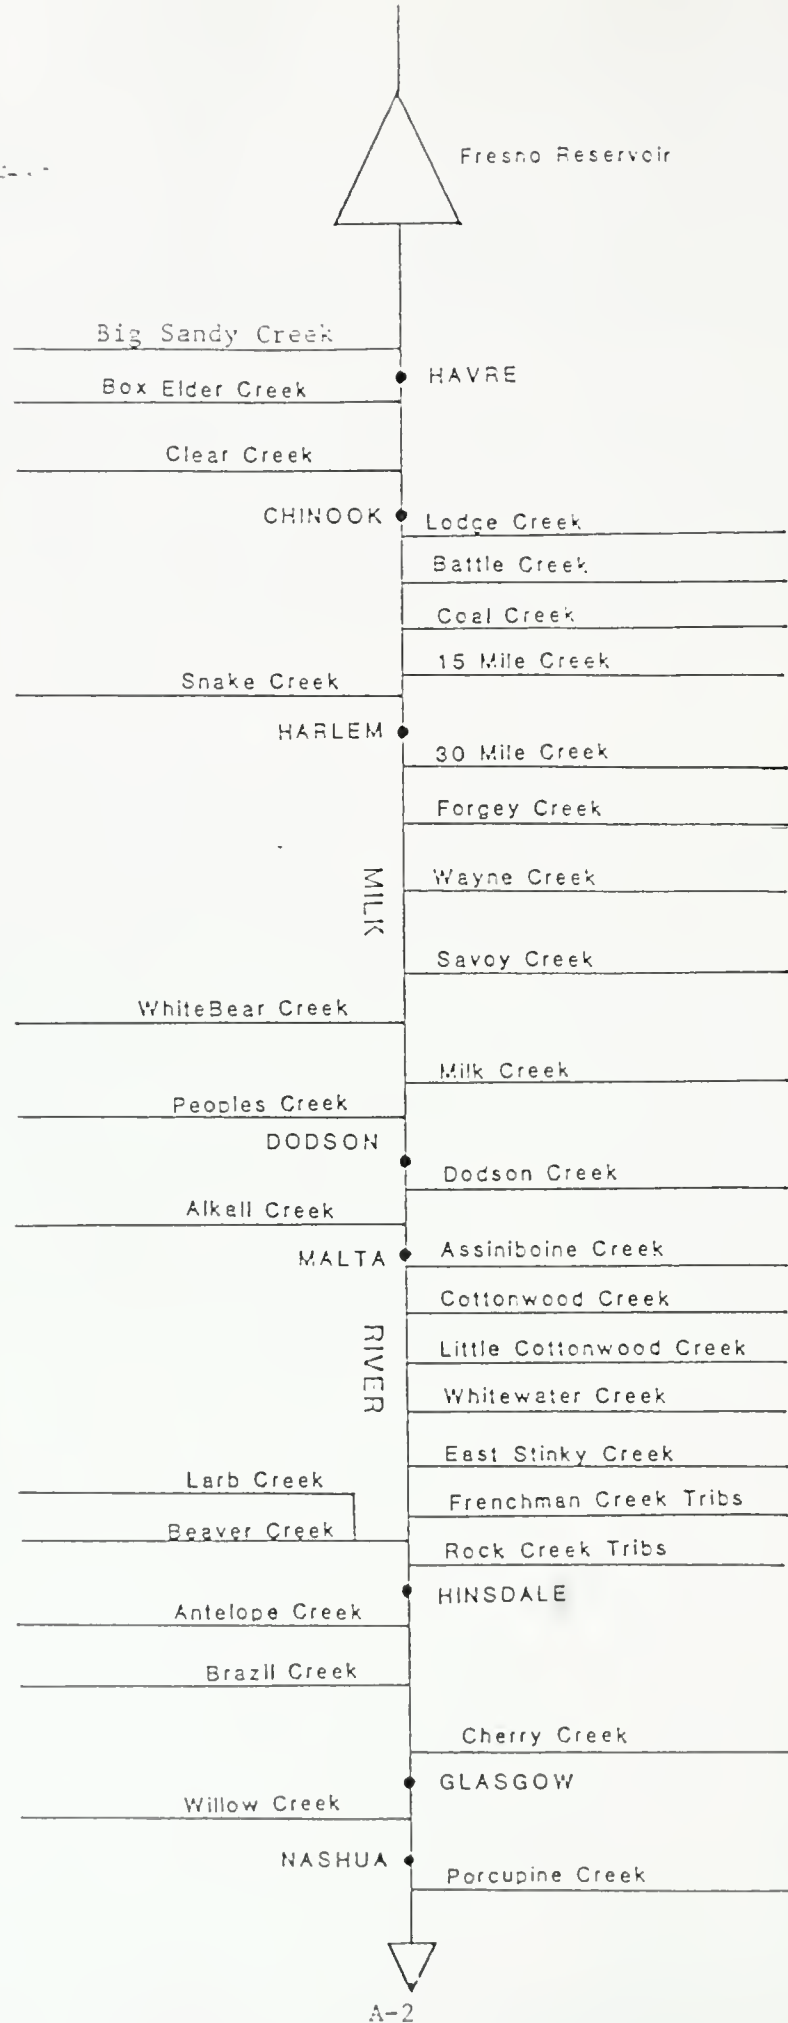 Fresno Reservoir
Big Sandy Creek
HAVRE
Box Elder Creek
Clear Creek
CHINOOK
Lodge Creek
Battle Creek
Coal Creek
15 Mile Creek
Snake Creek
HARLEM
30 Mile Creek
Forgey Creek
MILK
Wayne Creek
Savoy Creek
WhiteBear Creek
Milk Creek
Peoples Creek
DODSON
Dodson Creek
Alkali Creek
MALTA
Assiniboine Creek
Cottonwood Creek
RIVER
Little Cottonwood Creek
Whitewater Creek
East Stinky Creek
Larb Creek
Frenchman Creek Tribs
Beaver Creek
Rock Creek Tribs
HINSDALE
Antelope Creek
Brazil Creek
Cherry Creek
GLASGOW
Willow Creek
NASHUA
Porcupine Creek
A-2